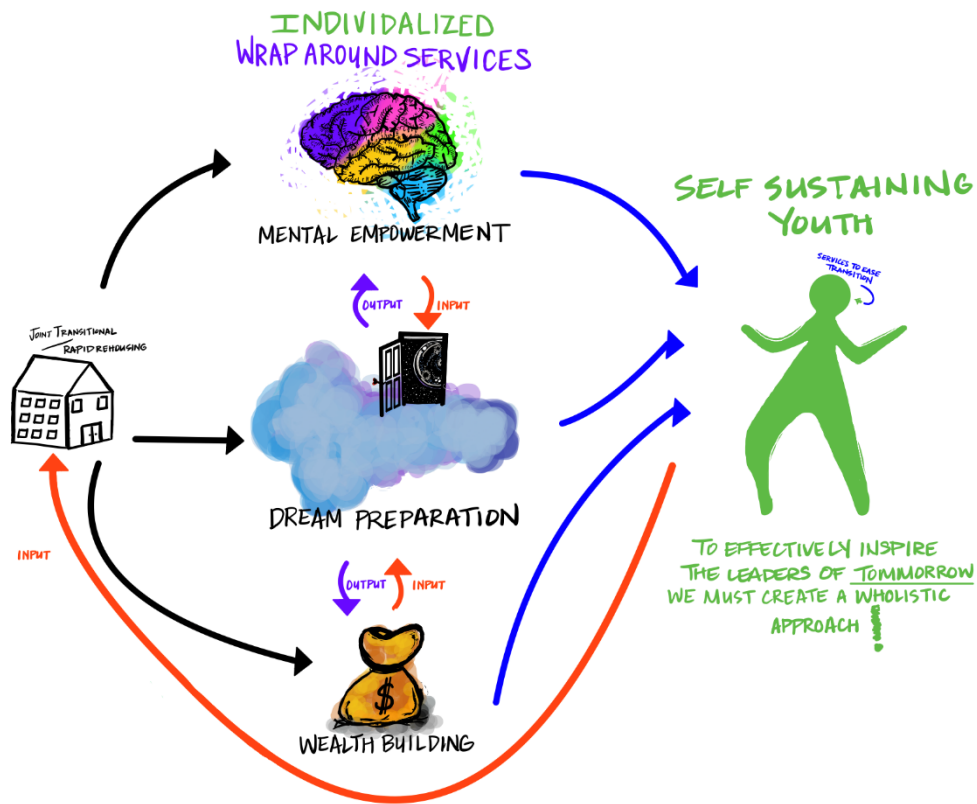 INDIVIDALIZED
WRAP AROUND SERVICES
MENTAL EMPOWERMENT
OUTPUT
INPUT
JOINT TRANSITIONAL
RAPID REHOUSING
DREAM PREPARATION
INPUT
OUTPUT
INPUT
$
WEALTH BUILDING
SELF SUSTAINING
YOUTH
SERVICES TO EASE
TRANSITION
TO EFFECTIVELY INSPIRE
THE LEADERS OF TOMMORROW
WE MUST CREATE A WHOLISTIC
APPROACH !